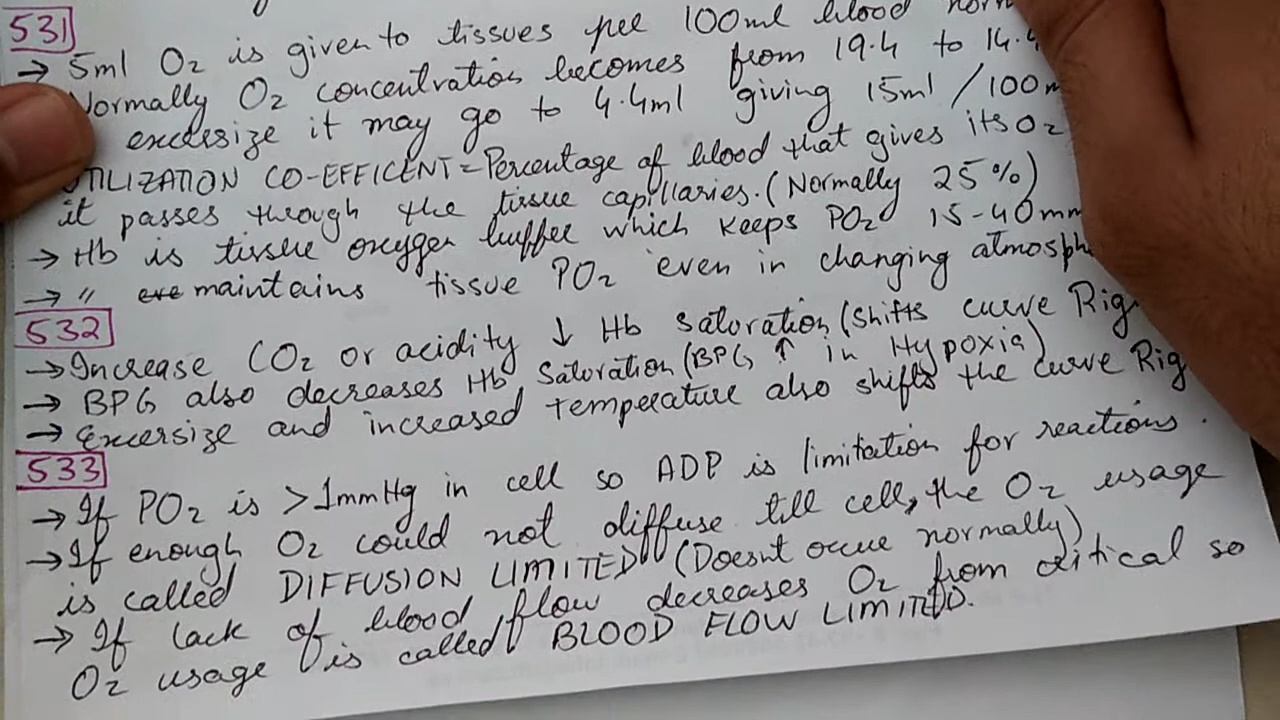 531
→ 5ml O₂ is given to tissues per 100ml blood
Normally O₂ concentration becomes from 19.4 to 14.4
excersize it may go to 4.4ml giving 15ml / 100
UTILIZATION CO-EFFICENT = Percentage of blood that gives its O₂
it passes through the tissue capillaries. (Normally 25%)
→ Hb is tissue oxygen buffer which keeps PO₂ 15-40mm
→ " maintains tissue PO₂ even in changing atmosph
532
→ Increase CO₂ or acidity ↓ Hb saturation (shifts curve Rig
→ BPG also decreases Hb saturation (BPG ↑ in Hypoxia)
→ Excersize and increased temperature also shifts the curve Rig
533
→ If PO₂ is >1mmHg in cell so ADP is limitation for reactions.
→ If enough O₂ could not diffuse till cell, the O₂ usage
is called DIFFUSION LIMITED (Doesnt occur normally)
→ If lack of blood flow decreases O₂ from critical so
O₂ usage is called BLOOD FLOW LIMITED.